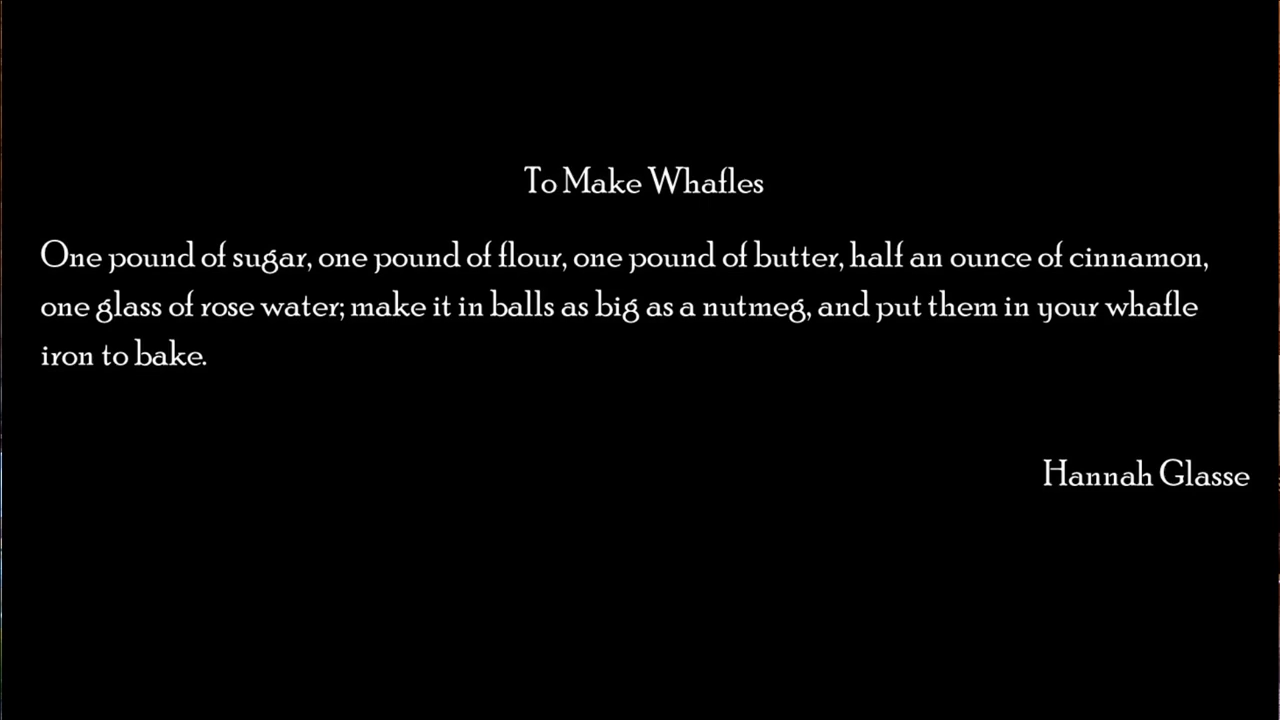 To Make Whafles
One pound of sugar, one pound of flour, one pound of butter, half an ounce of cinnamon,
one glass of rose water; make it in balls as big as a nutmeg, and put them in your whafle
iron to bake.
Hannah Glasse